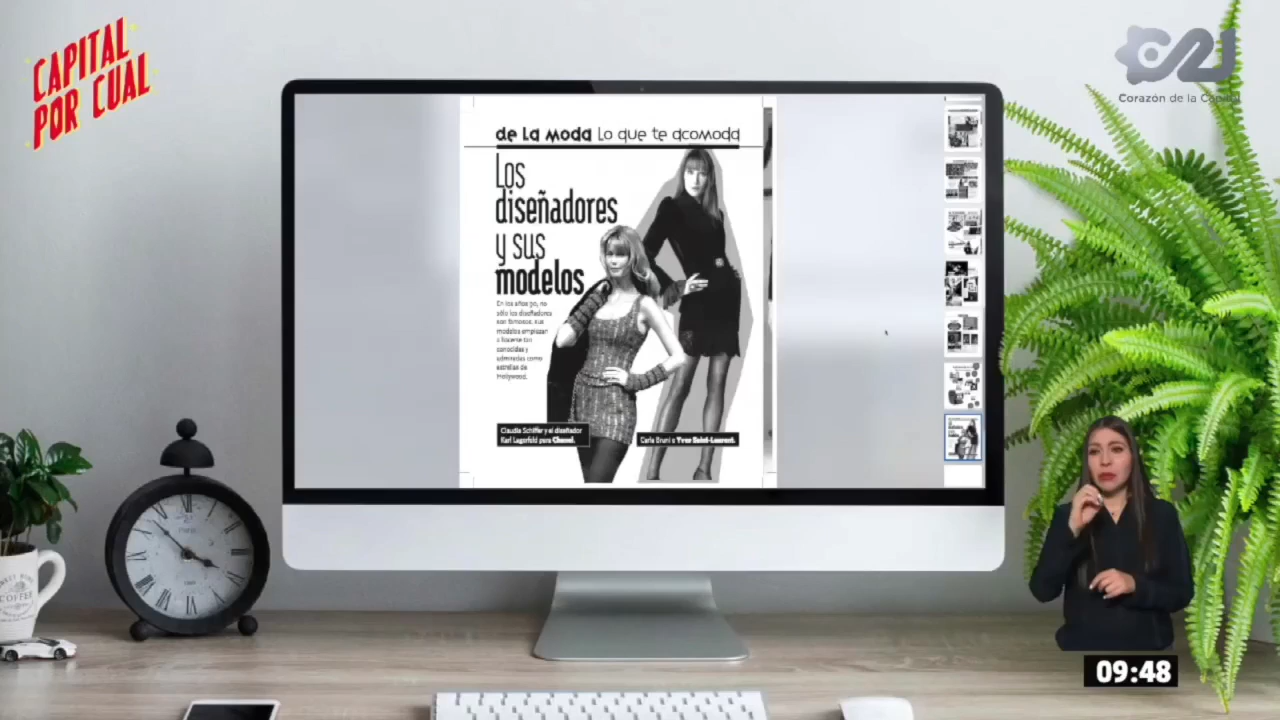 CAPITAL
POR CUAL
C21
Corazón de la Capital
de La Moda Lo que te acomoda
Los
diseñadores
y sus
modelos
En los años 90, no
sólo los diseñadores
son famosos, sus
modelos empiezan
a hacerse tan
conocidas y
admiradas como
estrellas de
Hollywood.
Claudia Schiffer y el diseñador
Karl Lagerfeld para Chanel.
Carla Bruni e Yves Saint-Laurent.
COFFEE
09:48